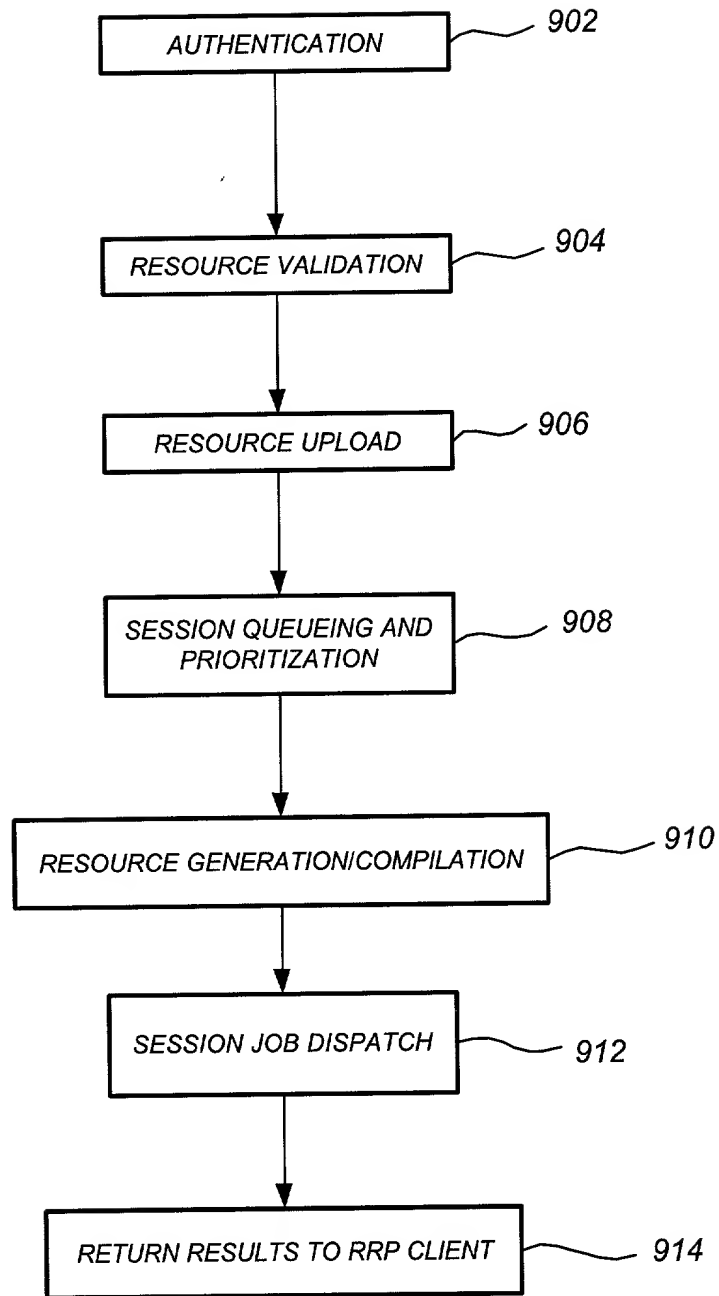 AUTHENTICATION
902
RESOURCE VALIDATION
904
RESOURCE UPLOAD
906
SESSION QUEUEING AND
PRIORITIZATION
908
RESOURCE GENERATION/COMPILATION
910
SESSION JOB DISPATCH
912
RETURN RESULTS TO RRP CLIENT
914